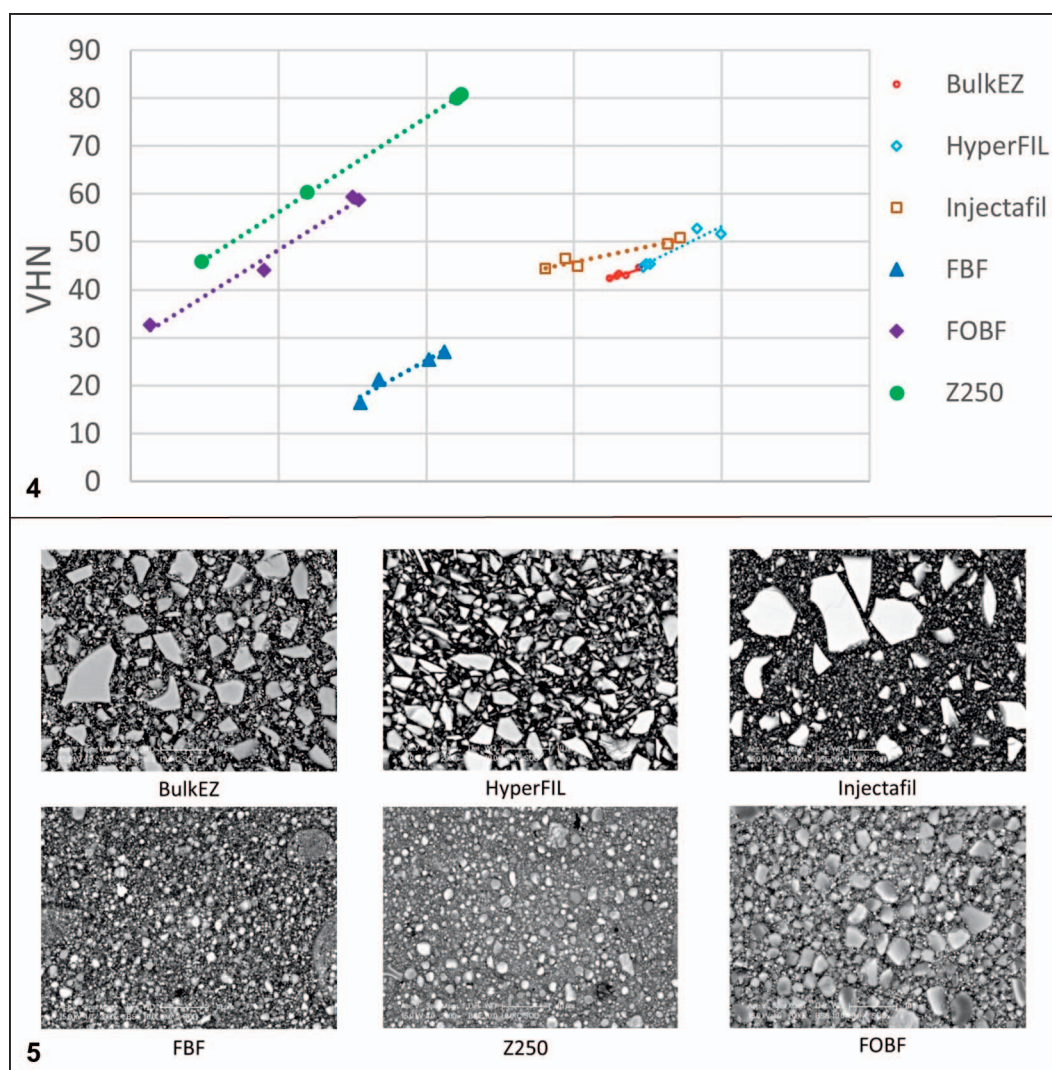 90
80
70
60
50
40
30
20
10
0
VHN
BulkEZ
HyperFIL
Injectafil
FBF
FOBF
Z250
4
BulkEZ
HyperFIL
Injectafil
FBF
Z250
FOBF
5